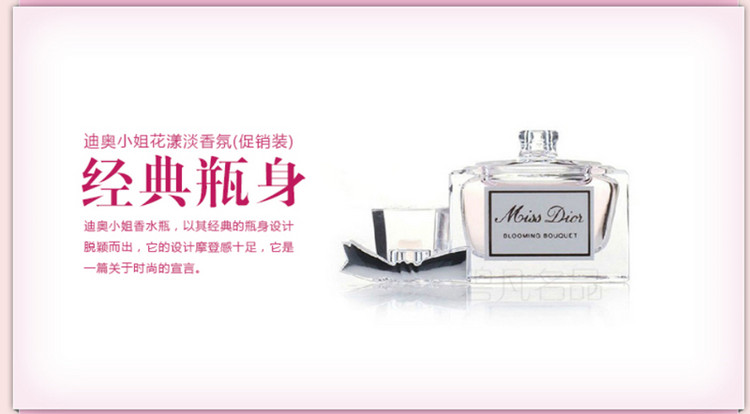 迪奥小姐花漾淡香氛(促销装)
经典瓶身
迪奥小姐香水瓶，以其经典的瓶身设计
脱颖而出，它的设计摩登感十足，它是
一篇关于时尚的宣言。
Miss Dior
BLOOMING BOUQUET